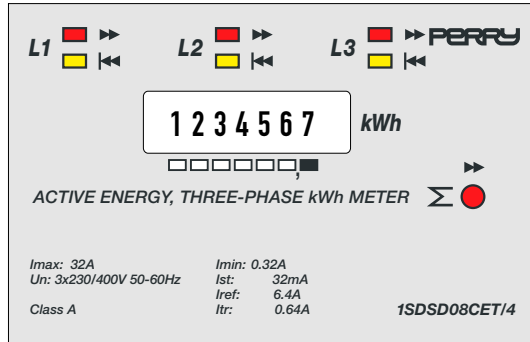 L1 L2 L3 PERRY
1234567 kWh
ACTIVE ENERGY, THREE-PHASE kWh METER Σ
Imax: 32A
Un: 3x230/400V 50-60Hz
Class A
Imin: 0.32A
Ist: 32mA
Iref: 6.4A
Itr: 0.64A
1SDSD08CET/4